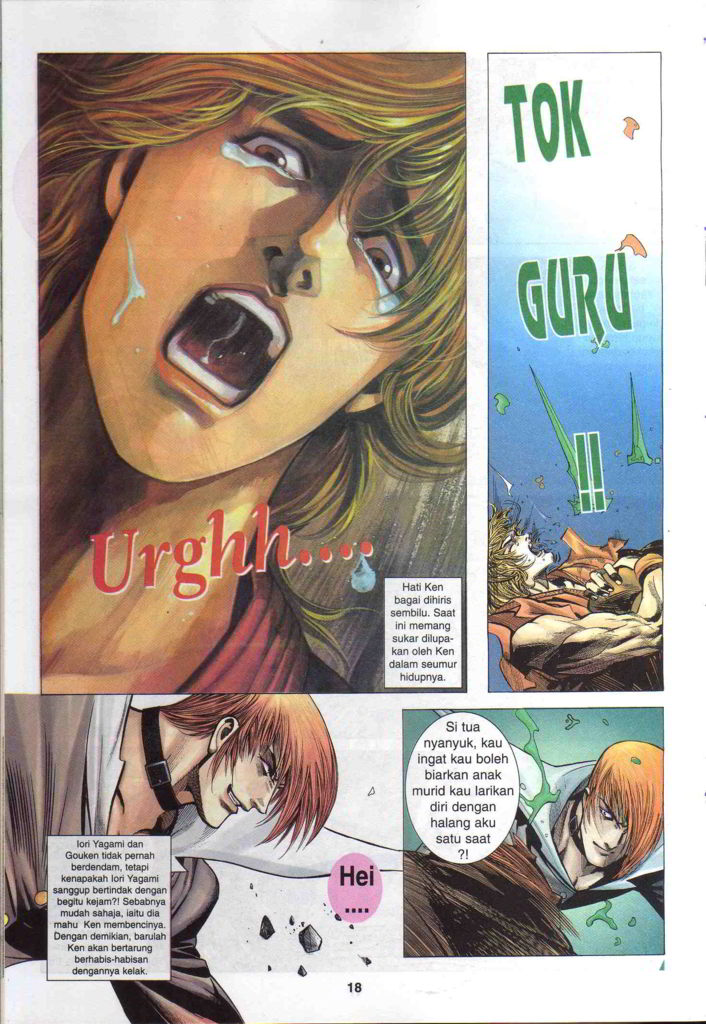 TOK
GURU
!!
Urghh....
Hati Ken
bagai dihiris
sembilu. Saat
ini memang
sukar dilupa-
kan oleh Ken
dalam seumur
hidupnya.
Si tua
nyanyuk, kau
ingat kau boleh
biarkan anak
murid kau larikan
diri dengan
halang aku
satu saat
?!
Iori Yagami dan
Gouken tidak pernah
berdendam, tetapi
kenapakah Iori Yagami
sanggup bertindak dengan
begitu kejam?! Sebabnya
mudah sahaja, iaitu dia
mahu Ken membencinya.
Dengan demikian, barulah
Ken akan bertarung
berhabis-habisan
dengannya kelak.
Hei
....
18